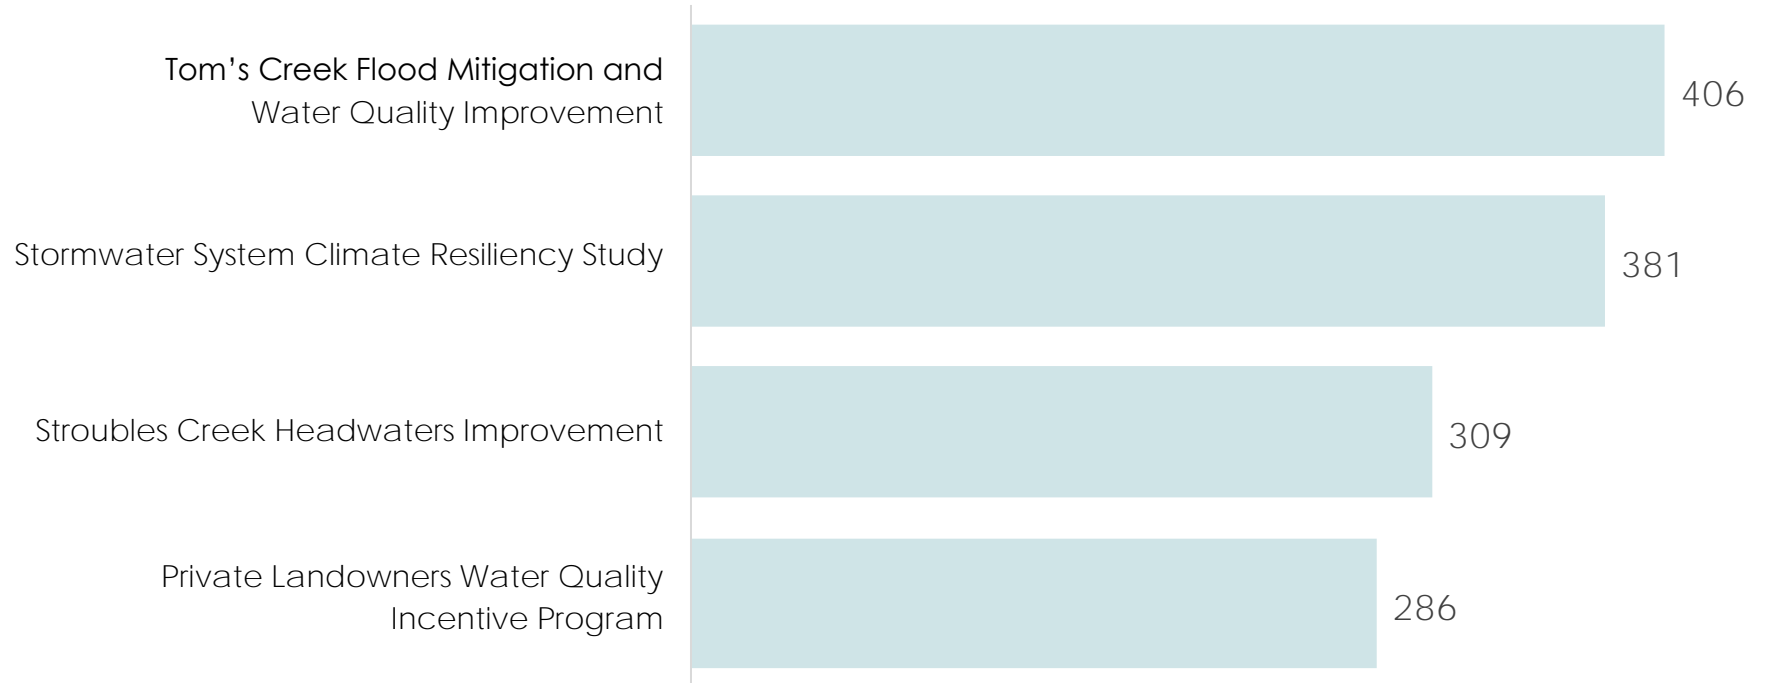 Tom’s Creek Flood Mitigation and
Water Quality Improvement
406
Stormwater System Climate Resiliency Study
381
Stroubles Creek Headwaters Improvement
309
Private Landowners Water Quality
Incentive Program
286